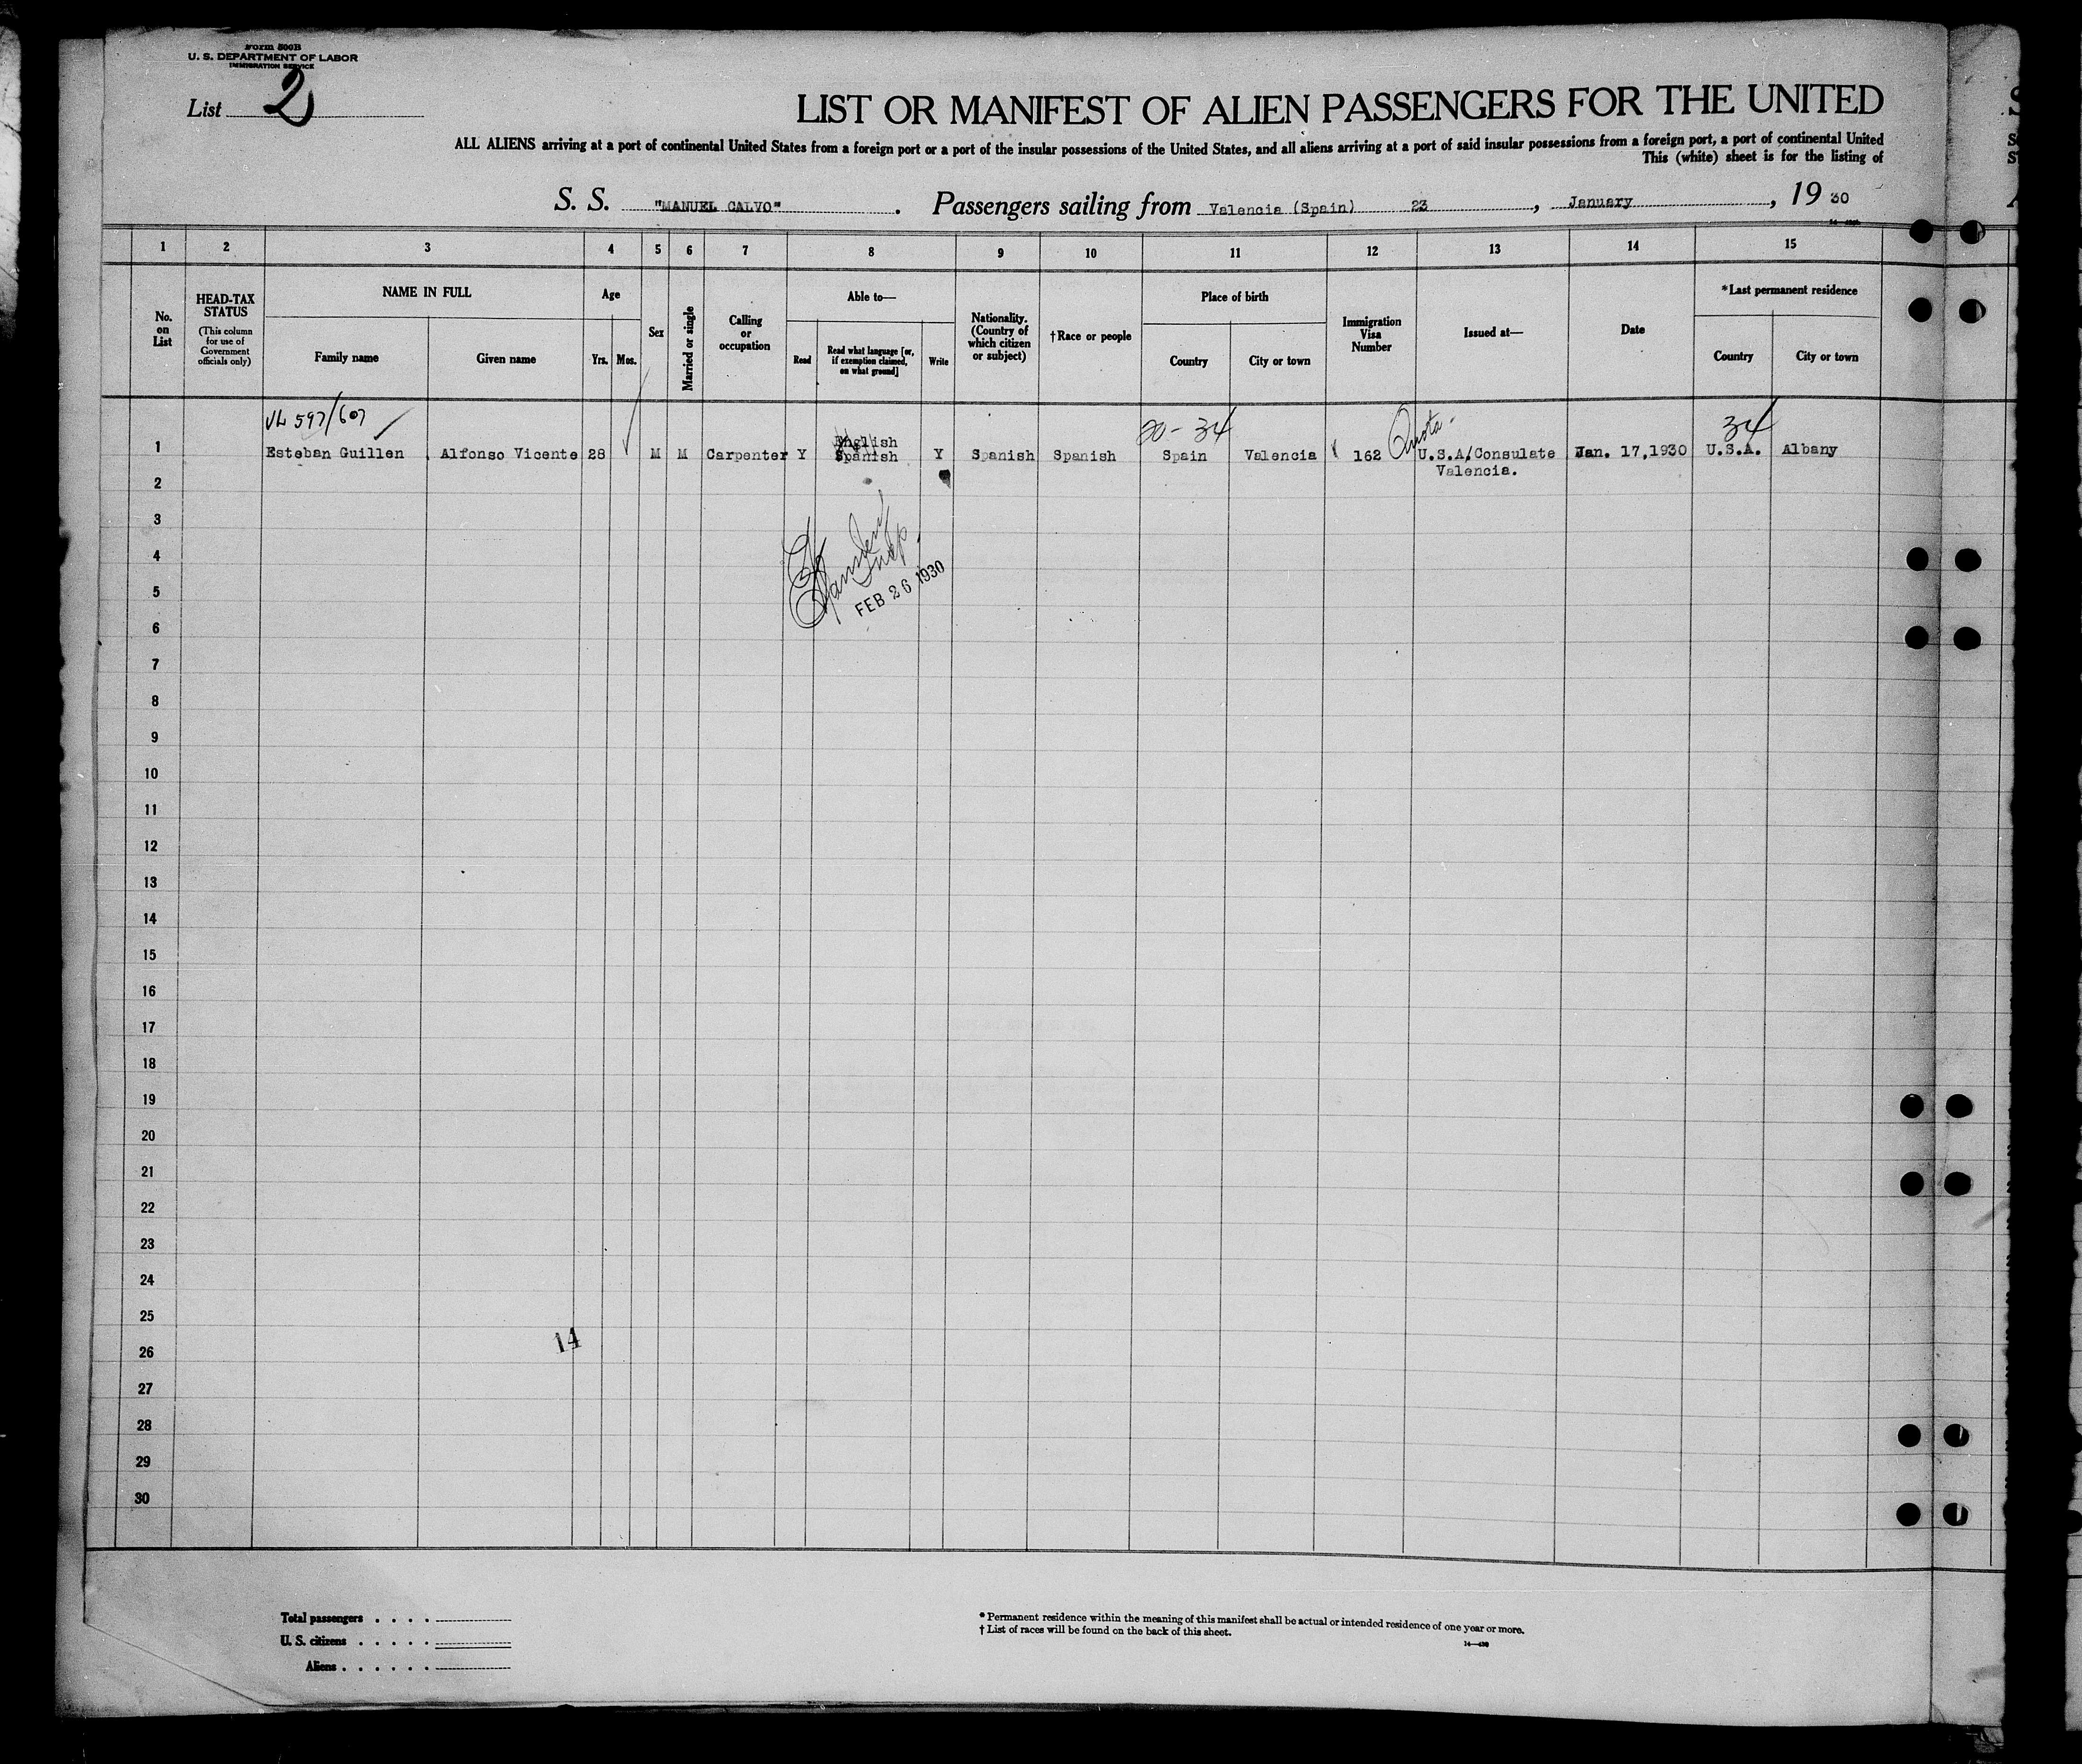 Form 500B
U. S. DEPARTMENT OF LABOR
IMMIGRATION SERVICE
List 2
LIST OR MANIFEST OF ALIEN PASSENGERS FOR THE UNITED
ALL ALIENS arriving at a port of continental United States from a foreign port or a port of the insular possessions of the United States, and all aliens arriving at a port of said insular possessions from a foreign port, a port of continental United
This (white) sheet is for the listing of
S. S. "MANUEL CALVO". Passengers sailing from Valencia (Spain) 23, January, 19 30
1 2 3 4 5 6 7 8 9 10 11 12 13 14 15
No. on List
HEAD-TAX STATUS
(This column for use of Government officials only)
NAME IN FULL
Family name
Given name
Age
Yrs. Mos.
Sex
Married or single
Calling or occupation
Able to—
Read
Read what language [or, if exemption claimed, on what ground]
Write
Nationality. (Country of which citizen or subject)
†Race or people
Place of birth
Country
City or town
Immigration Visa Number
Issued at—
Date
*Last permanent residence
Country
City or town
597/607
20-34
Quota-
34
English
1 Esteban Guillen Alfonso Vicente 28 M M Carpenter Y Spanish Y Spanish Spanish Spain Valencia 162 U.S.A/Consulate Jan. 17,1930 U.S.A. Albany
Valencia.
2
3
4
5
6
Insp.
FEB 26 1930
7
8
9
10
11
12
13
14
15
16
17
18
19
20
21
22
23
24
25
14
26
27
28
29
30
Total passengers . . . .
U. S. citizens . . . . .
Aliens . . . . . .
* Permanent residence within the meaning of this manifest shall be actual or intended residence of one year or more.
† List of races will be found on the back of this sheet.